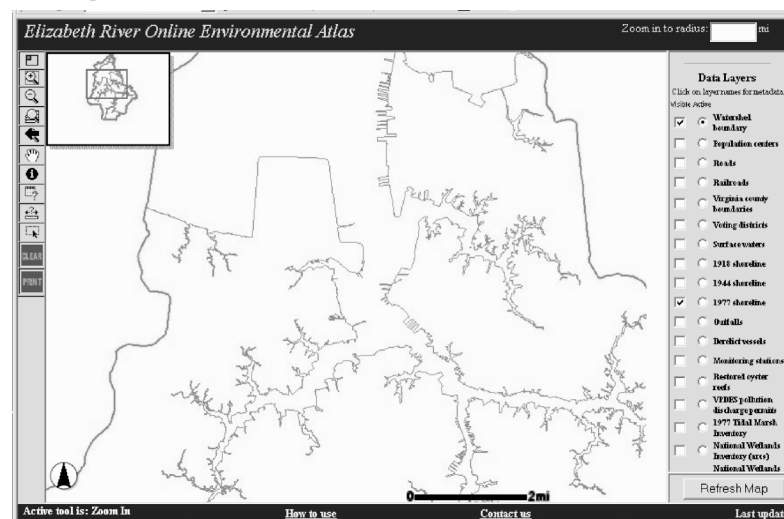 Elizabeth River Online Environmental Atlas
Zoom in to radius: mi
Data Layers
Click on layer names for metadata
Visible Active
Watershed
boundary
Population centers
Roads
Railroads
Virginia county
boundaries
Voting districts
Surface waters
1918 shoreline
1944 shoreline
1977 shoreline
Outfalls
Derelict vessels
Monitoring stations
Restored oyster
reefs
VPDES pollution
discharge permits
1977 Tidal Marsh
Inventory
National Wetlands
Inventory (arcs)
National Wetlands
CLEAR
PRINT
0 2mi
Refresh Map
Active tool is: Zoom In
How to use
Contact us
Last updat